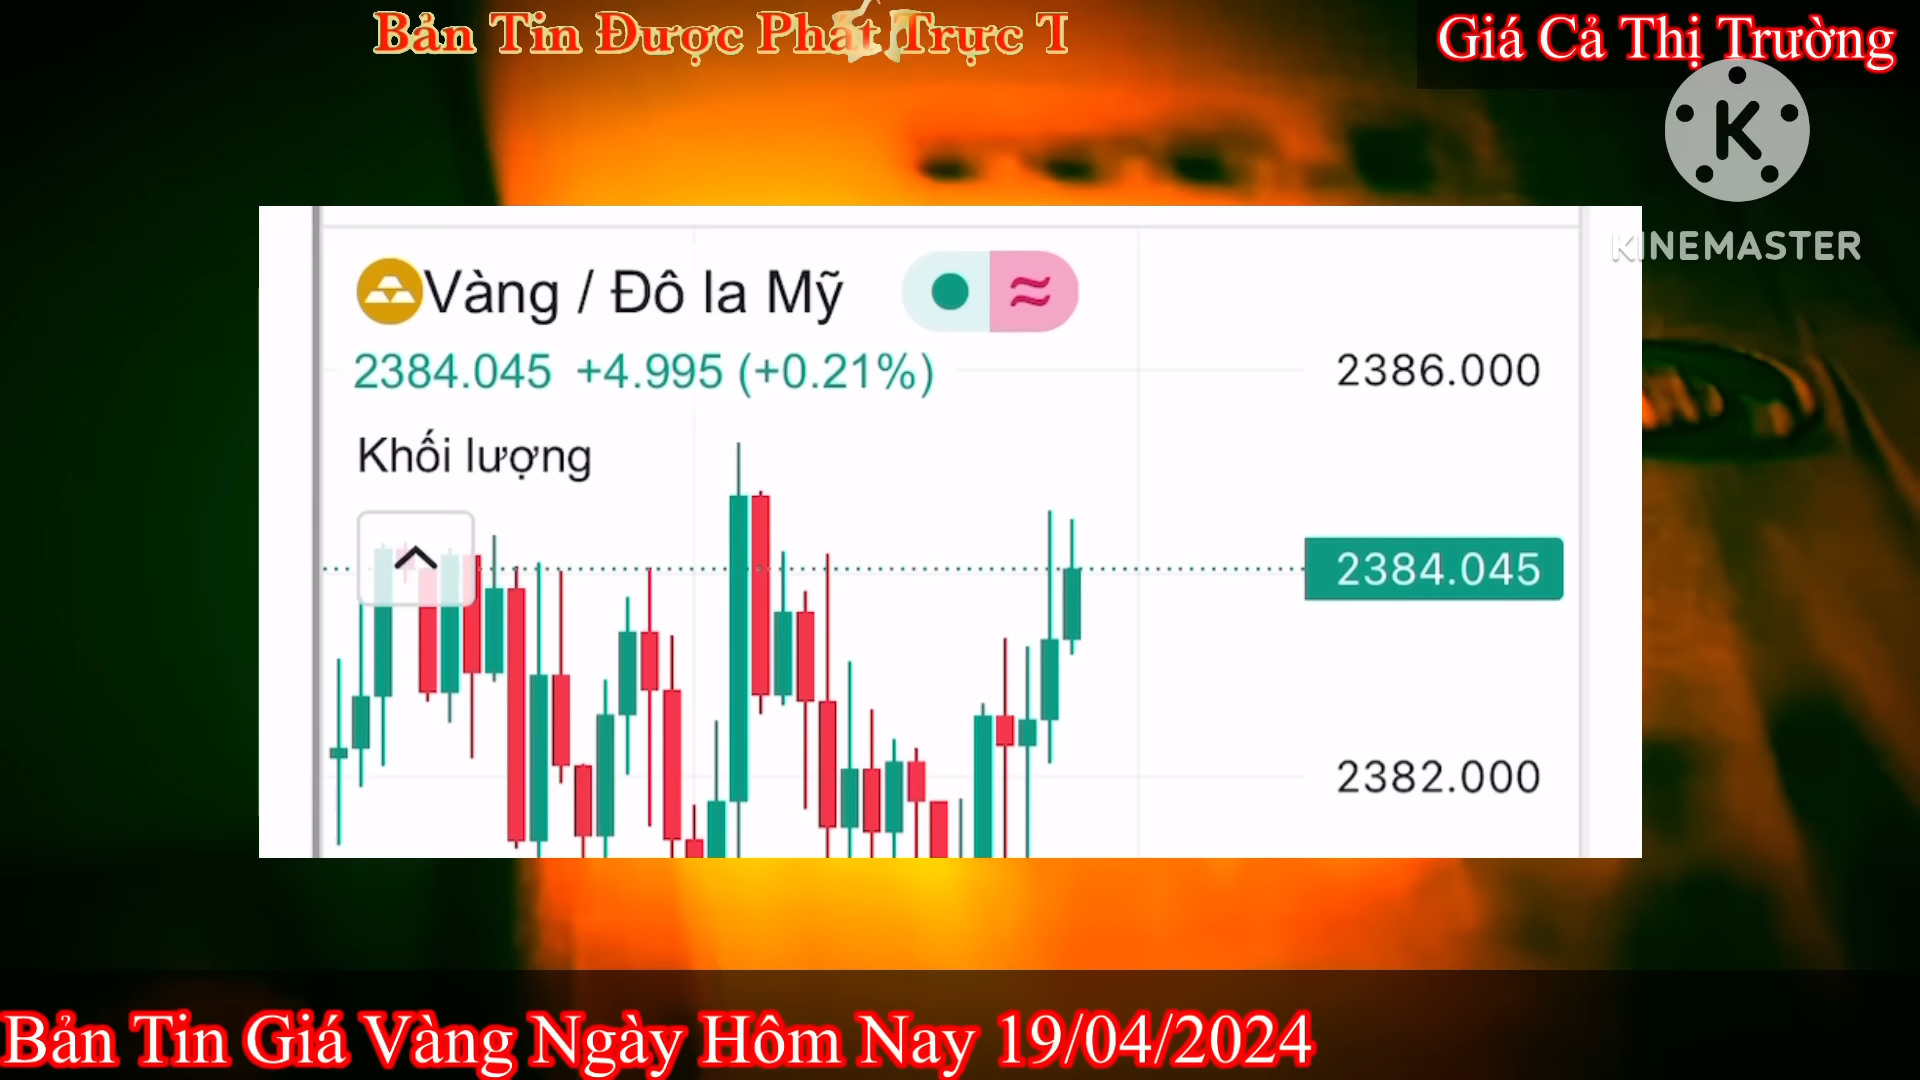 Bản Tin Được Phát Trực T
Giá Cả Thị Trường
K
KINEMASTER
Vàng / Đô la Mỹ
2384.045 +4.995 (+0.21%)
2386.000
Khối lượng
2384.045
2382.000
Bản Tin Giá Vàng Ngày Hôm Nay 19/04/2024